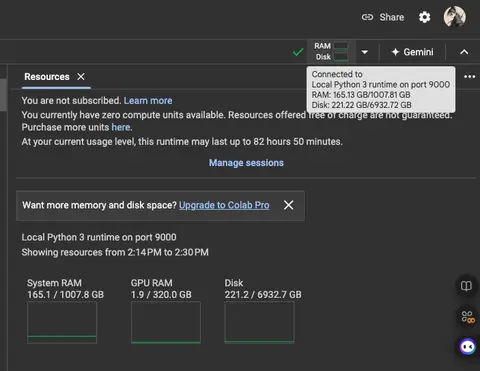 Share
RAM
Disk
Gemini
Resources
Connected to
Local Python 3 runtime on port 9000
RAM: 165.13 GB/1007.81 GB
Disk: 221.22 GB/6932.72 GB
You are not subscribed. Learn more
You currently have zero compute units available. Resources offered free of charge are not guaranteed.
Purchase more units here.
At your current usage level, this runtime may last up to 82 hours 50 minutes.
Manage sessions
Want more memory and disk space? Upgrade to Colab Pro
Local Python 3 runtime on port 9000
Showing resources from 2:14 PM to 2:30 PM
System RAM
165.1 / 1007.8 GB
GPU RAM
1.9 / 320.0 GB
Disk
221.2 / 6932.7 GB